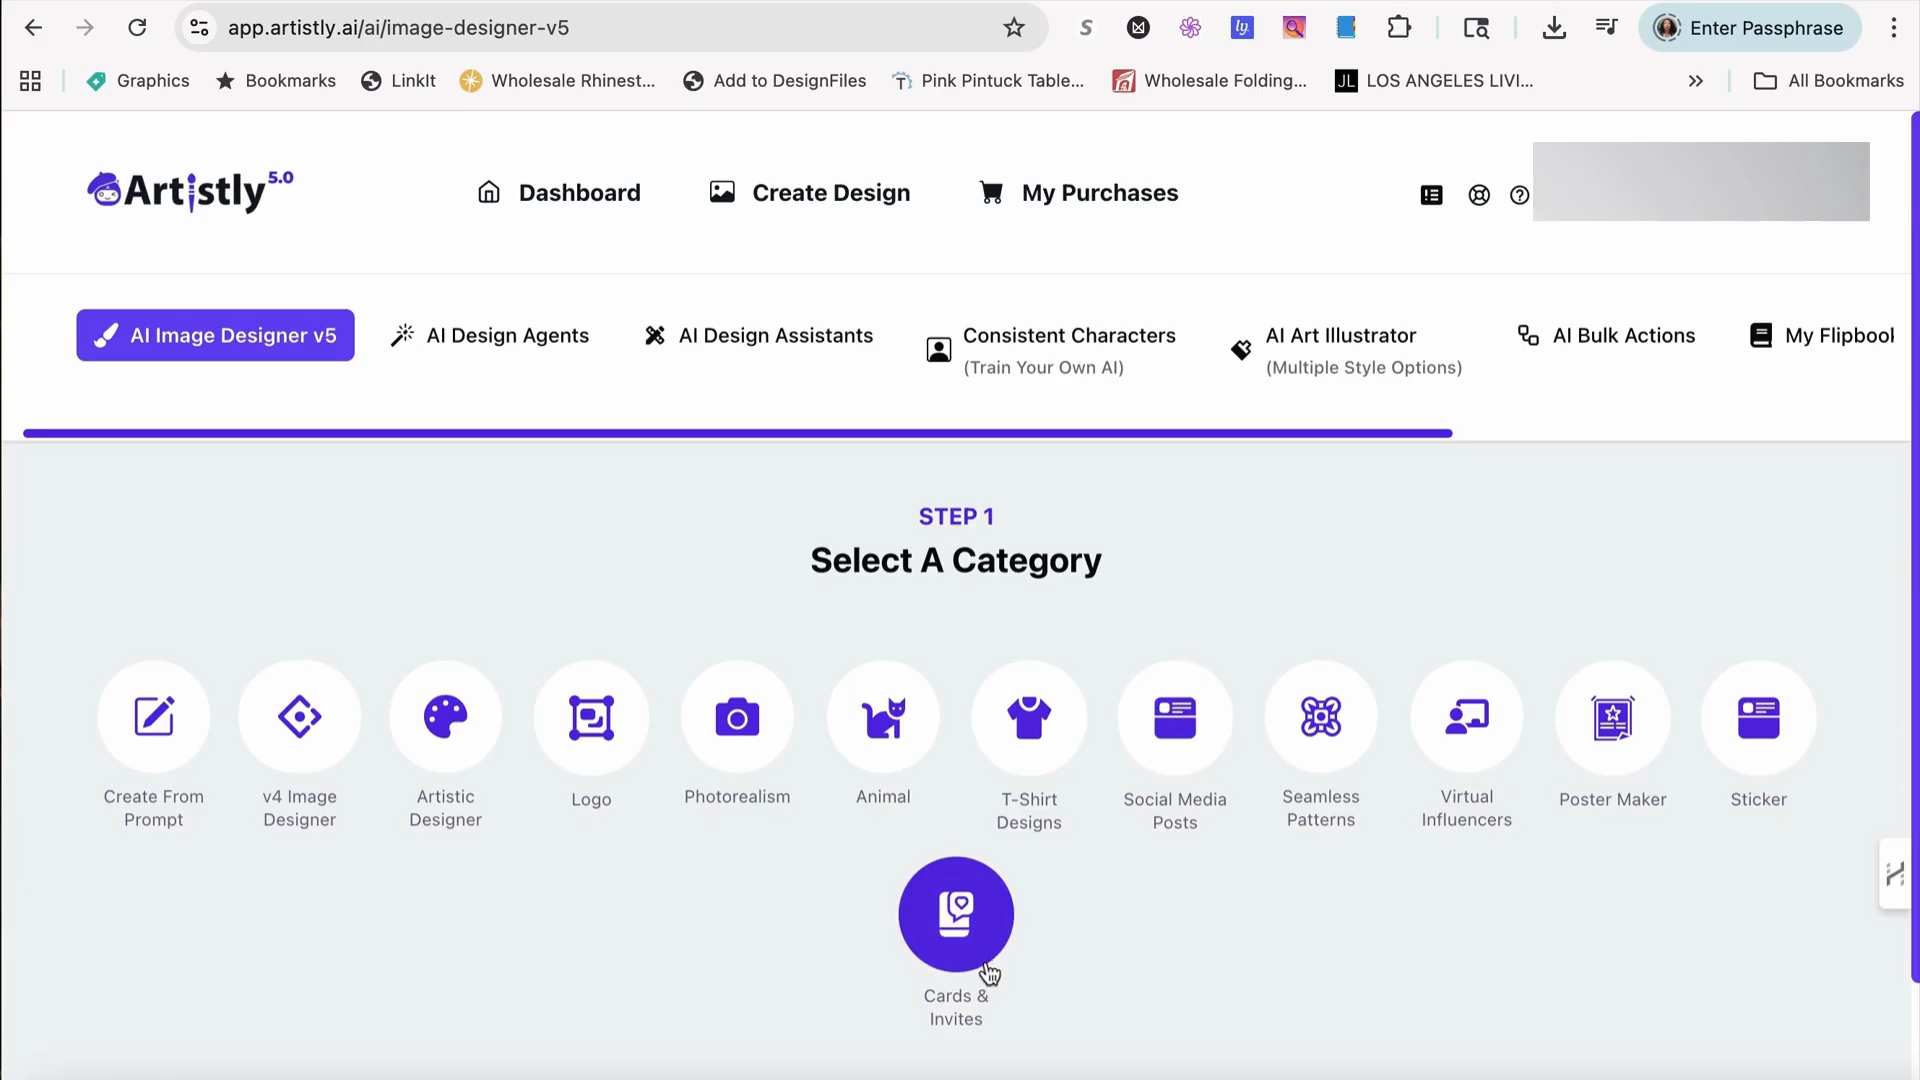 app.artistly.ai/ai/image-designer-v5
S
ly.
Enter Passphrase
Graphics
Bookmarks
LinkIt
Wholesale Rhinest...
Add to DesignFiles
Pink Pintuck Table...
Wholesale Folding...
JL
LOS ANGELES LIVI...
All Bookmarks
Artistly 5.0
Dashboard
Create Design
My Purchases
AI Image Designer v5
AI Design Agents
AI Design Assistants
Consistent Characters
(Train Your Own AI)
AI Art Illustrator
(Multiple Style Options)
AI Bulk Actions
My Flipbook
STEP 1
Select A Category
Create From
Prompt
v4 Image
Designer
Artistic
Designer
Logo
Photorealism
Animal
T-Shirt
Designs
Social Media
Posts
Seamless
Patterns
Virtual
Influencers
Poster Maker
Sticker
Cards &
Invites